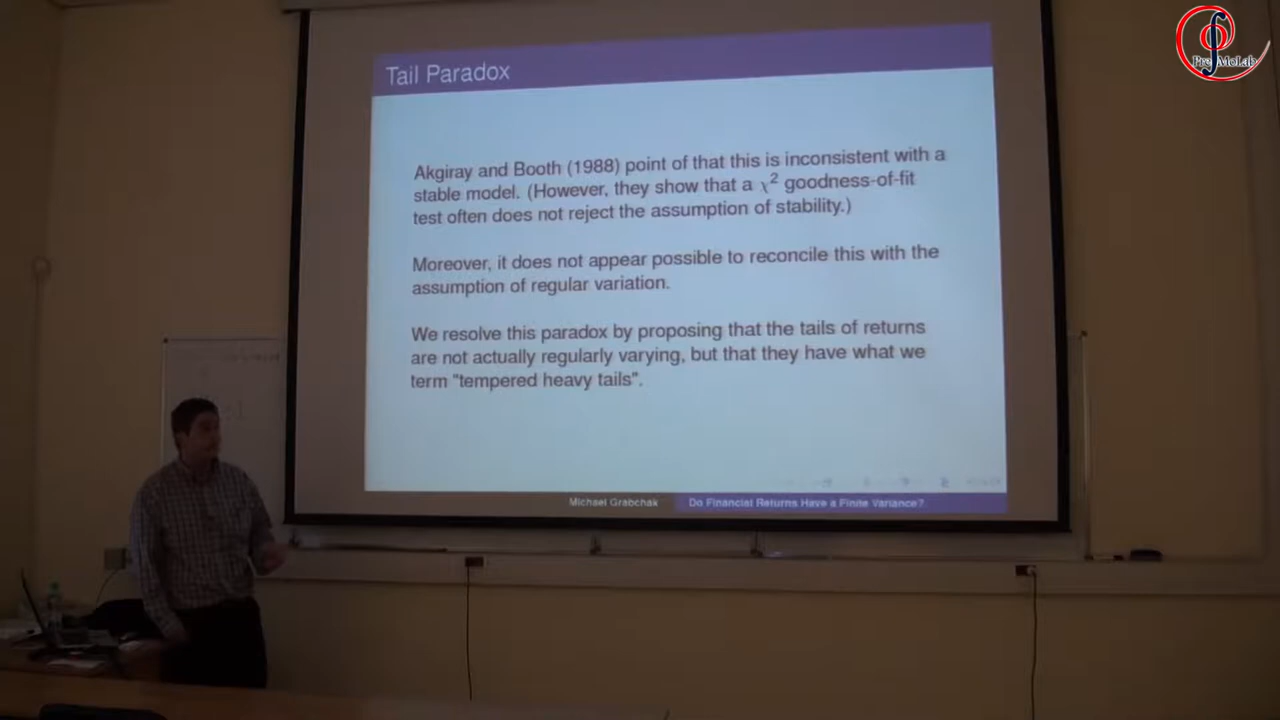 Tail Paradox
Akgiray and Booth (1988) point of that this is inconsistent with a
stable model. (However, they show that a χ² goodness-of-fit
test often does not reject the assumption of stability.)
Moreover, it does not appear possible to reconcile this with the
assumption of regular variation.
We resolve this paradox by proposing that the tails of returns
are not actually regularly varying, but that they have what we
term "tempered heavy tails".
Michael Grabchak
Do Financial Returns Have a Finite Variance?
Pre MoLab